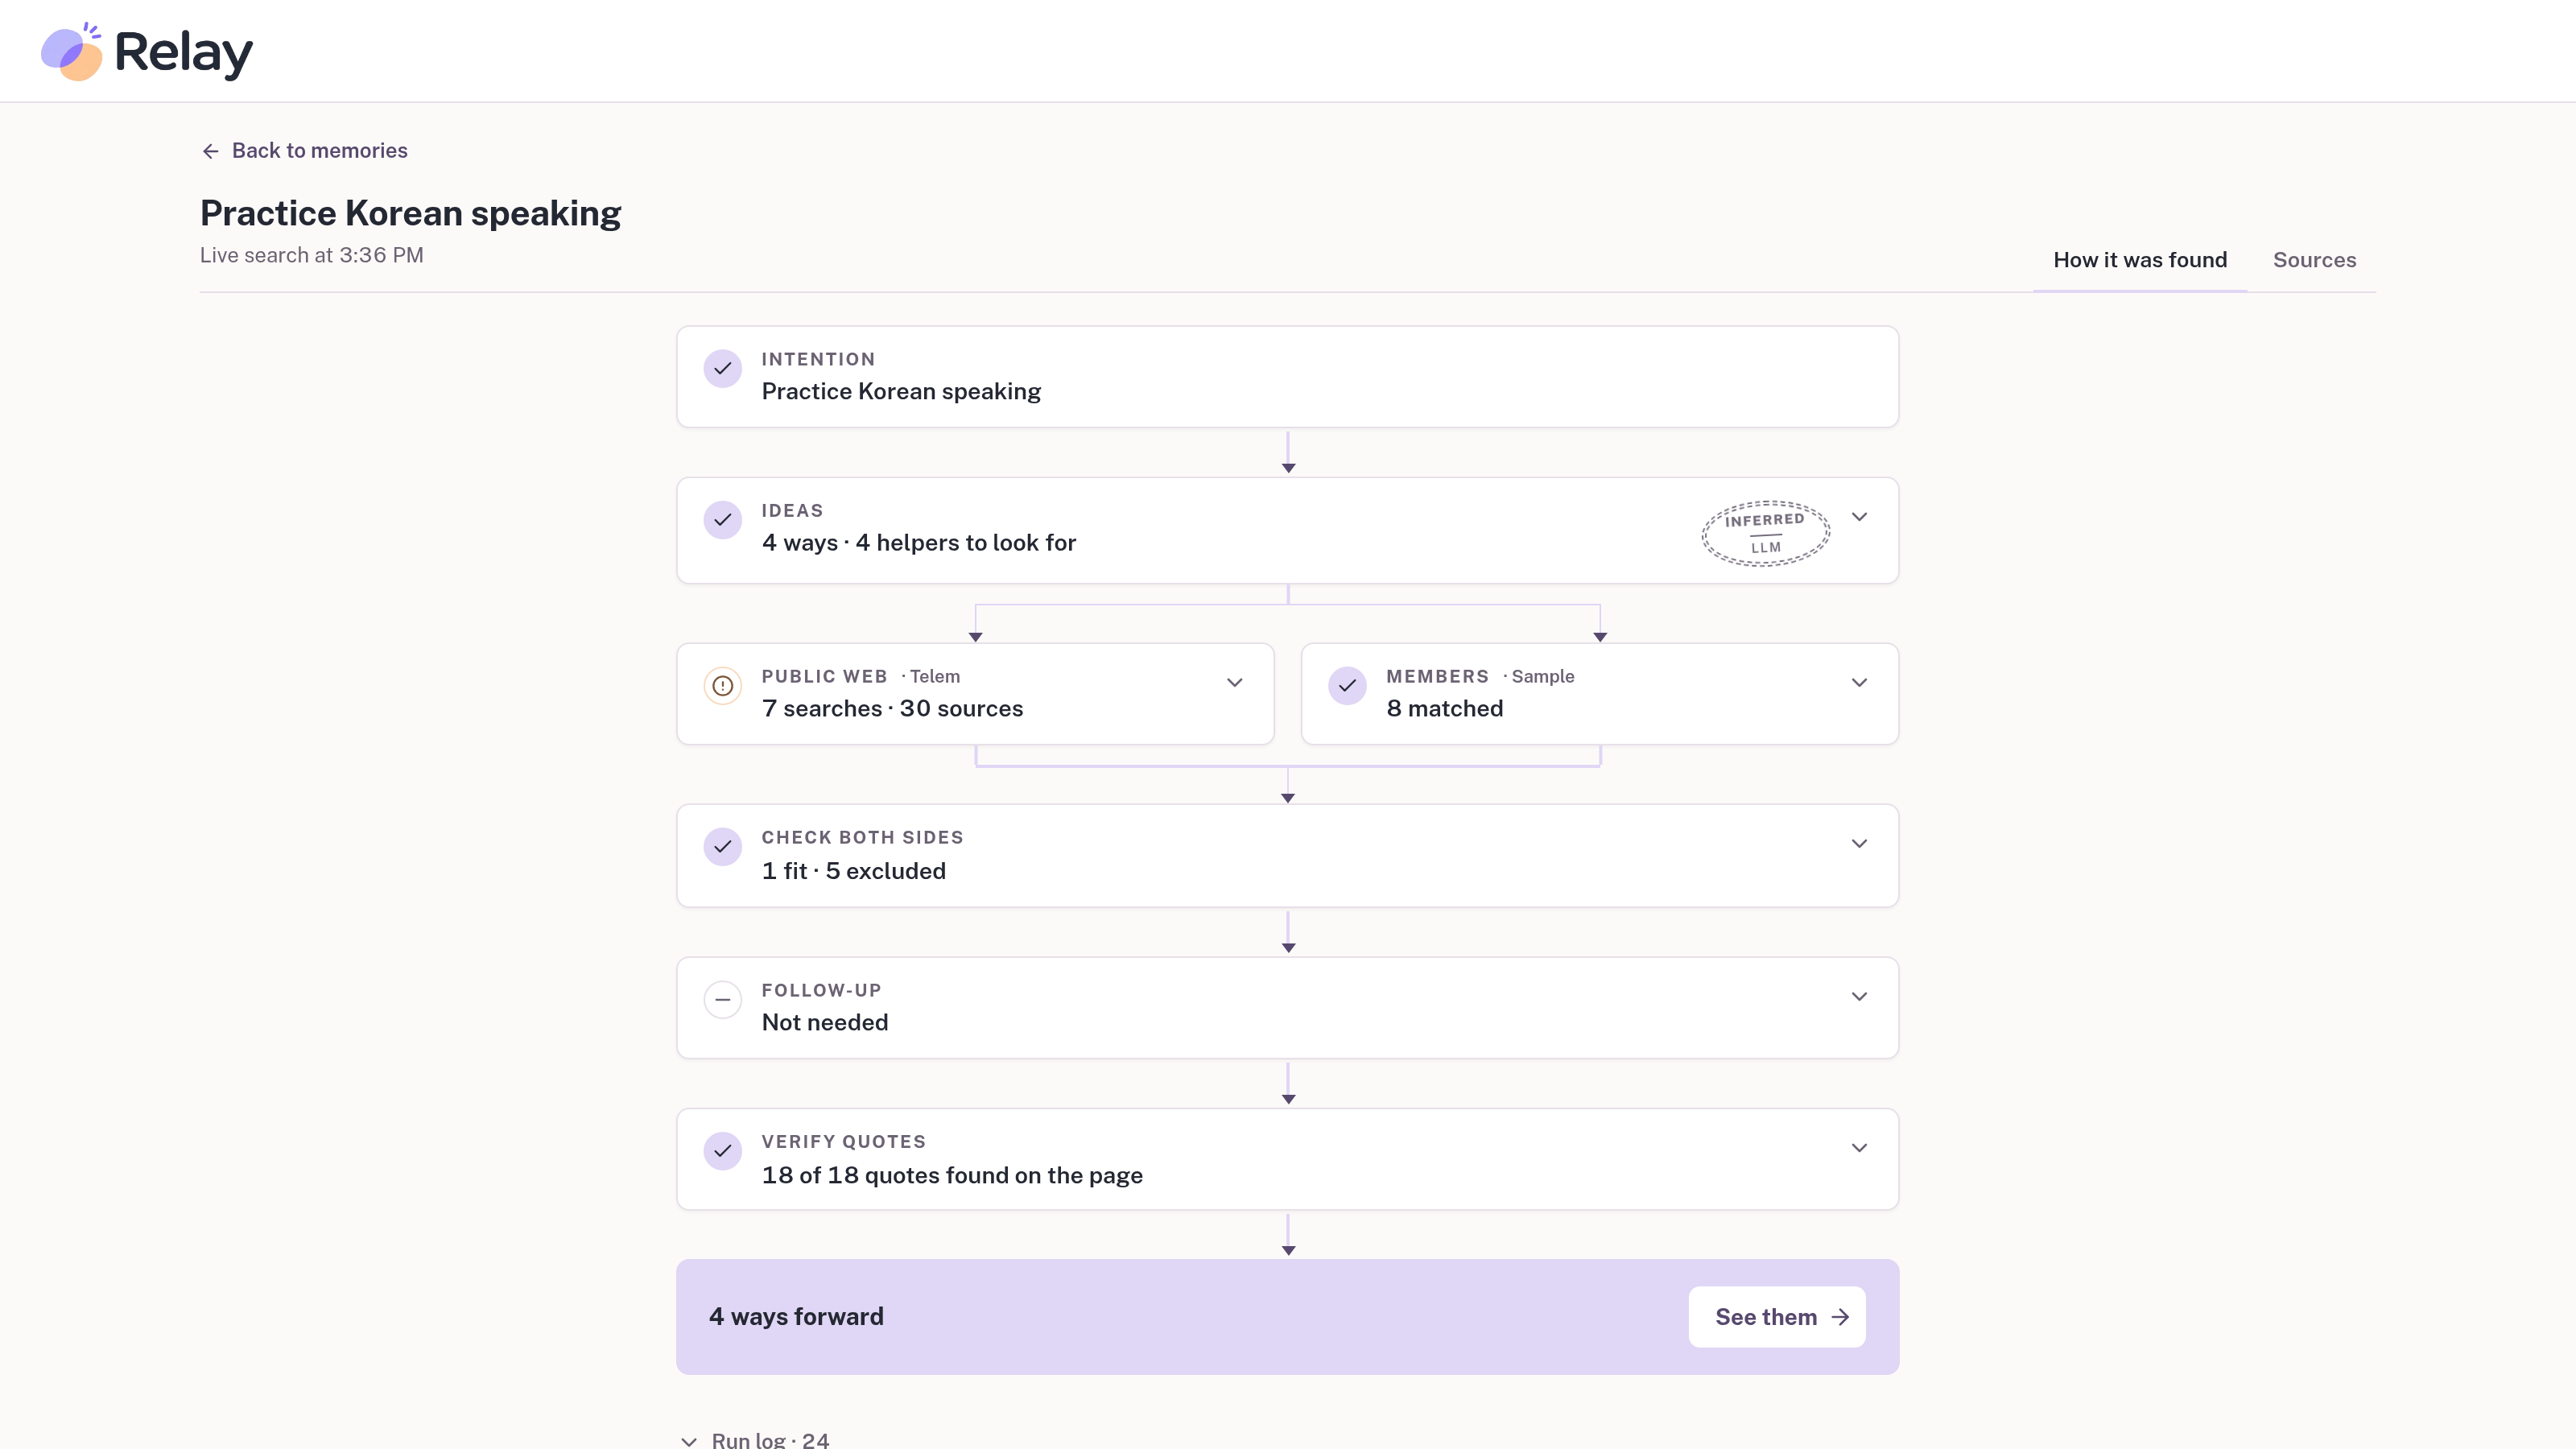 Relay
Back to memories
Practice Korean speaking
Live search at 3:36 PM
How it was found
Sources
INTENTION
Practice Korean speaking
IDEAS
4 ways · 4 helpers to look for
INFERRED
LLM
PUBLIC WEB · Telem
7 searches · 30 sources
MEMBERS · Sample
8 matched
CHECK BOTH SIDES
1 fit · 5 excluded
FOLLOW-UP
Not needed
VERIFY QUOTES
18 of 18 quotes found on the page
4 ways forward
See them
Run log · 24